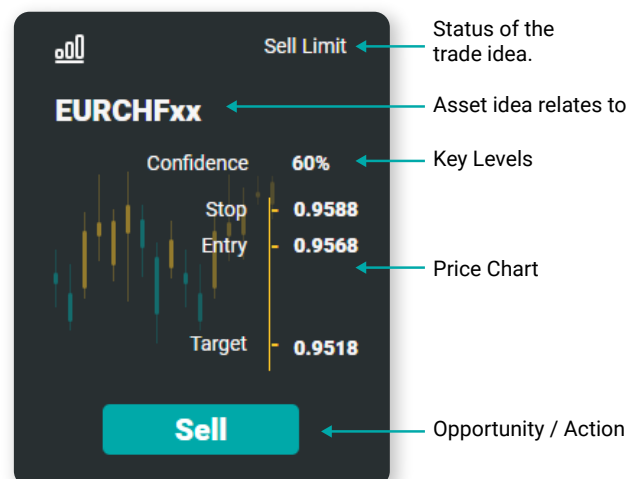 Sell Limit
Status of the
trade idea.
EURCHFxx
Asset idea relates to
Confidence 60%
Key Levels
Stop 0.9588
Entry 0.9568
Price Chart
Target 0.9518
Sell
Opportunity / Action